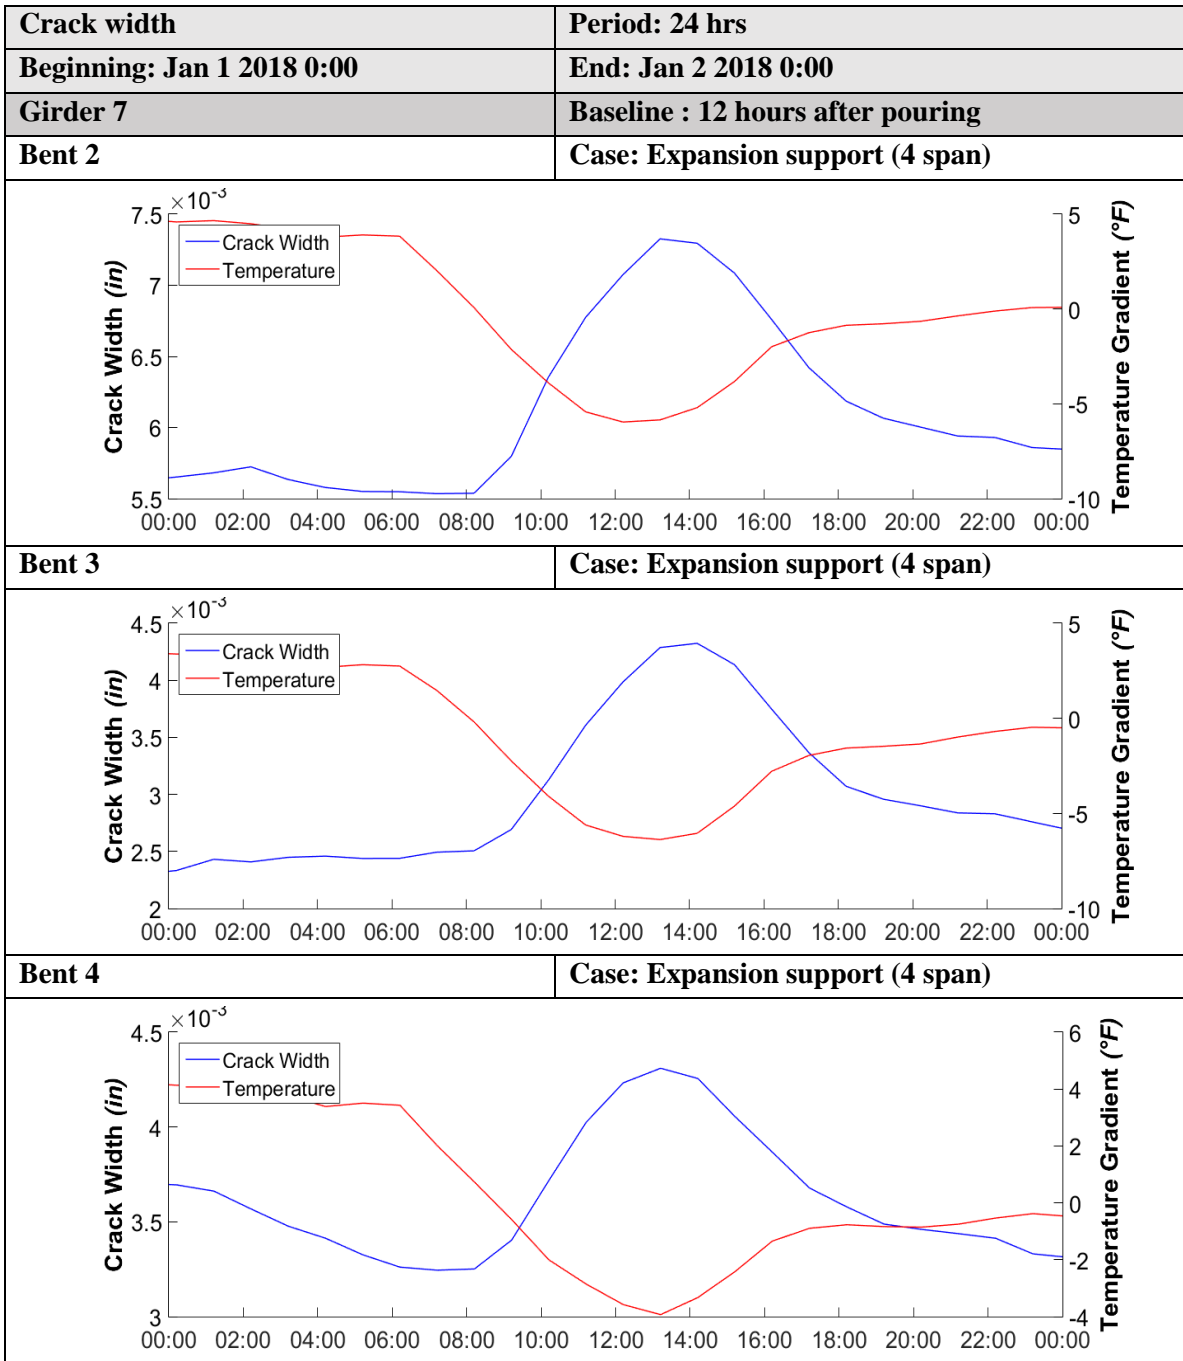 Crack width Period: 24 hrs
Beginning: Jan 1 2018 0:00 End: Jan 2 2018 0:00
Girder 7 Baseline : 12 hours after pouring
Bent 2 Case: Expansion support (4 span)
×10-3
7.5
7
6.5
6
5.5
Crack Width (in)
Crack Width
Temperature
5
0
-5
-10
Temperature Gradient (°F)
00:00 02:00 04:00 06:00 08:00 10:00 12:00 14:00 16:00 18:00 20:00 22:00 00:00
Bent 3 Case: Expansion support (4 span)
×10-3
4.5
4
3.5
3
2.5
2
Crack Width (in)
Crack Width
Temperature
5
0
-5
-10
Temperature Gradient (°F)
00:00 02:00 04:00 06:00 08:00 10:00 12:00 14:00 16:00 18:00 20:00 22:00 00:00
Bent 4 Case: Expansion support (4 span)
×10-3
4.5
4
3.5
3
Crack Width (in)
Crack Width
Temperature
6
4
2
0
-2
-4
Temperature Gradient (°F)
00:00 02:00 04:00 06:00 08:00 10:00 12:00 14:00 16:00 18:00 20:00 22:00 00:00